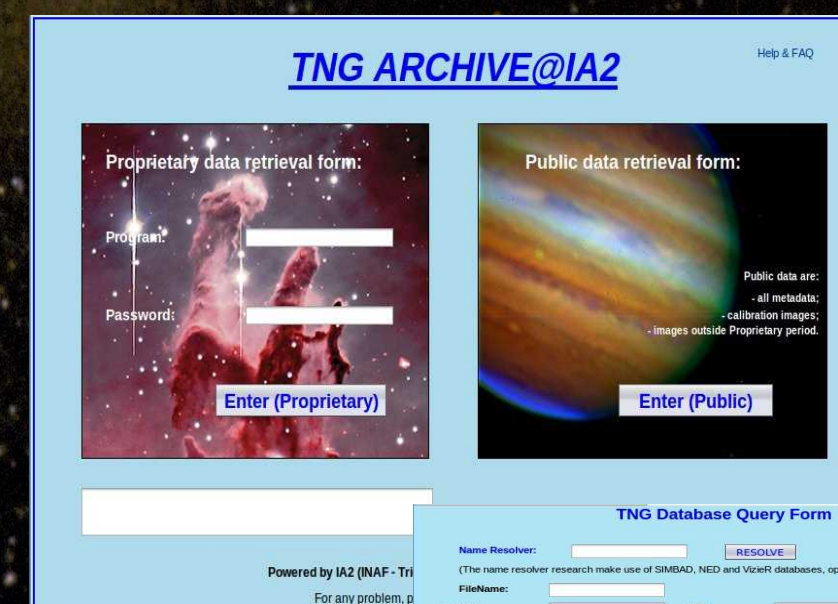 TNG ARCHIVE@IA2
Help & FAQ
Proprietary data retrieval form:
Program:
Password:
Enter (Proprietary)
Public data retrieval form:
Public data are:
- all metadata;
- calibration images;
- images outside Proprietary period.
Enter (Public)
TNG Database Query Form
Name Resolver:
RESOLVE
(The name resolver research make use of SIMBAD, NED and VizieR databases, op
FileName:
Powered by IA2 (INAF - Tri
For any problem, p